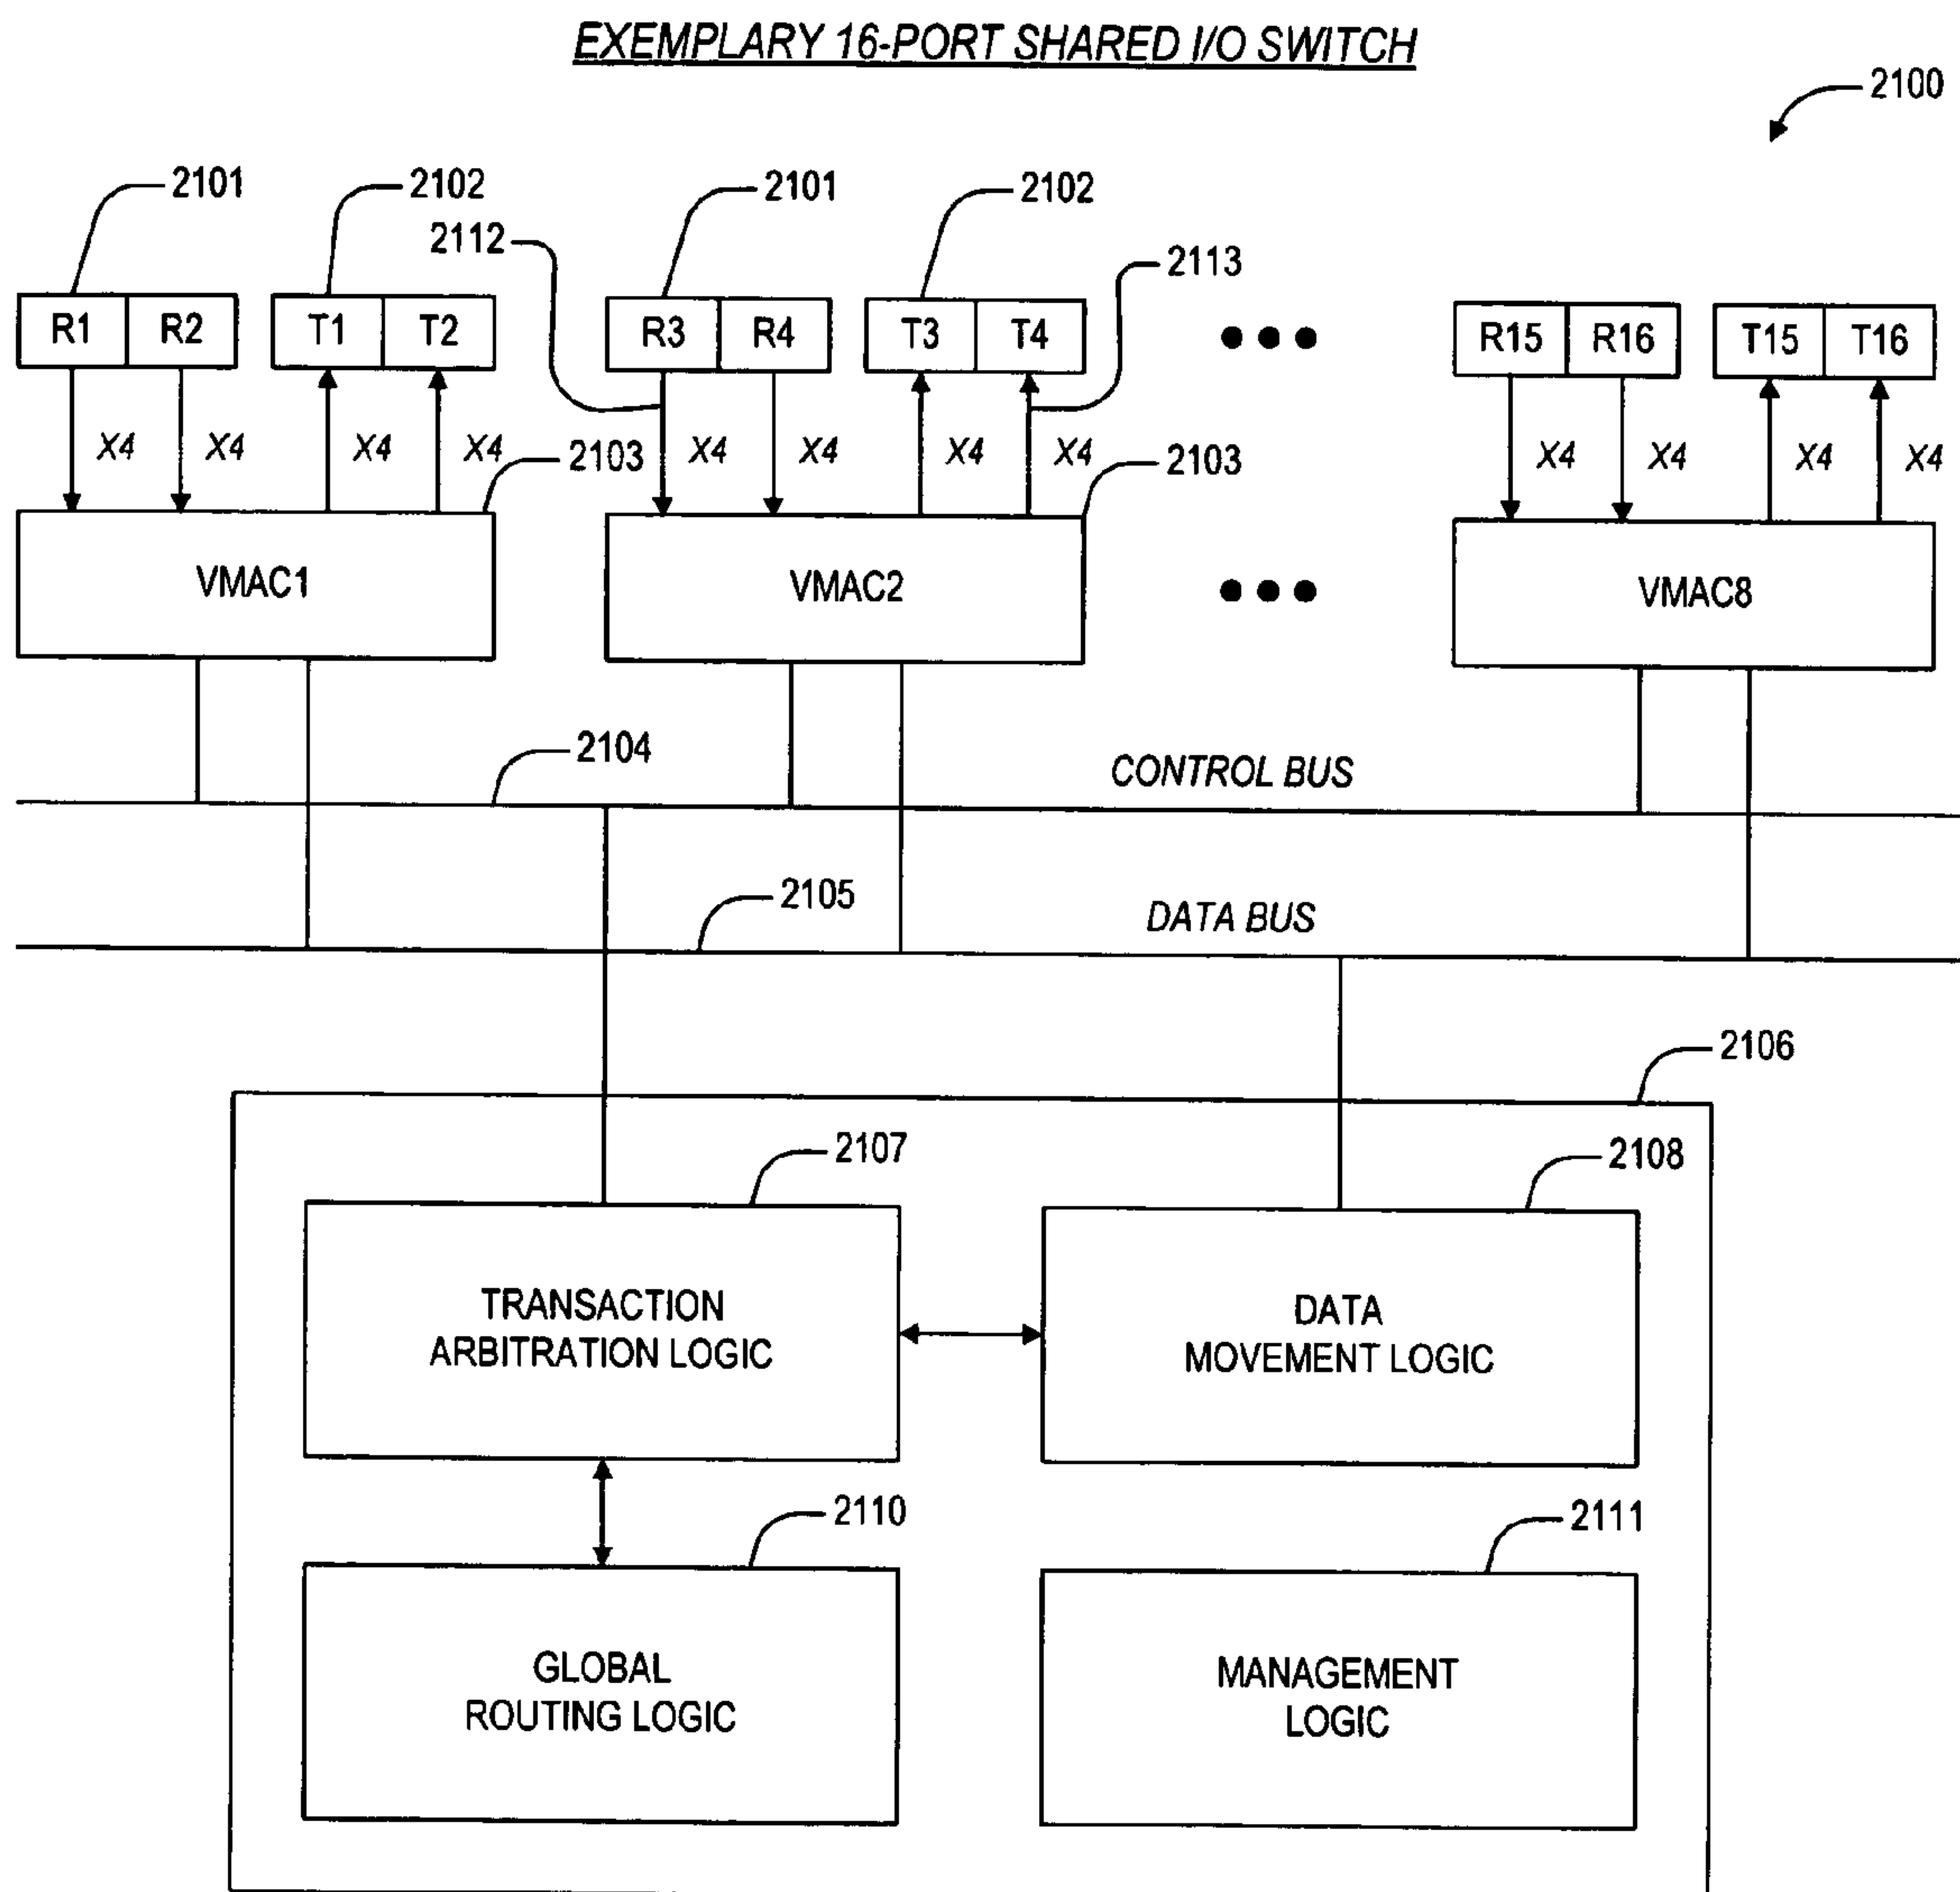 EXEMPLARY 16-PORT SHARED I/O SWITCH
2100
2101
2102
2101
2102
2112
2113
R1 R2 T1 T2 R3 R4 T3 T4 R15 R16 T15 T16
X4 X4 X4 X4 X4 X4 X4 X4 X4 X4 X4 X4
2103
2103
VMAC1
VMAC2
VMAC8
2104
CONTROL BUS
2105
DATA BUS
2106
2107
2108
TRANSACTION
ARBITRATION LOGIC
DATA
MOVEMENT LOGIC
2110
2111
GLOBAL
ROUTING LOGIC
MANAGEMENT
LOGIC